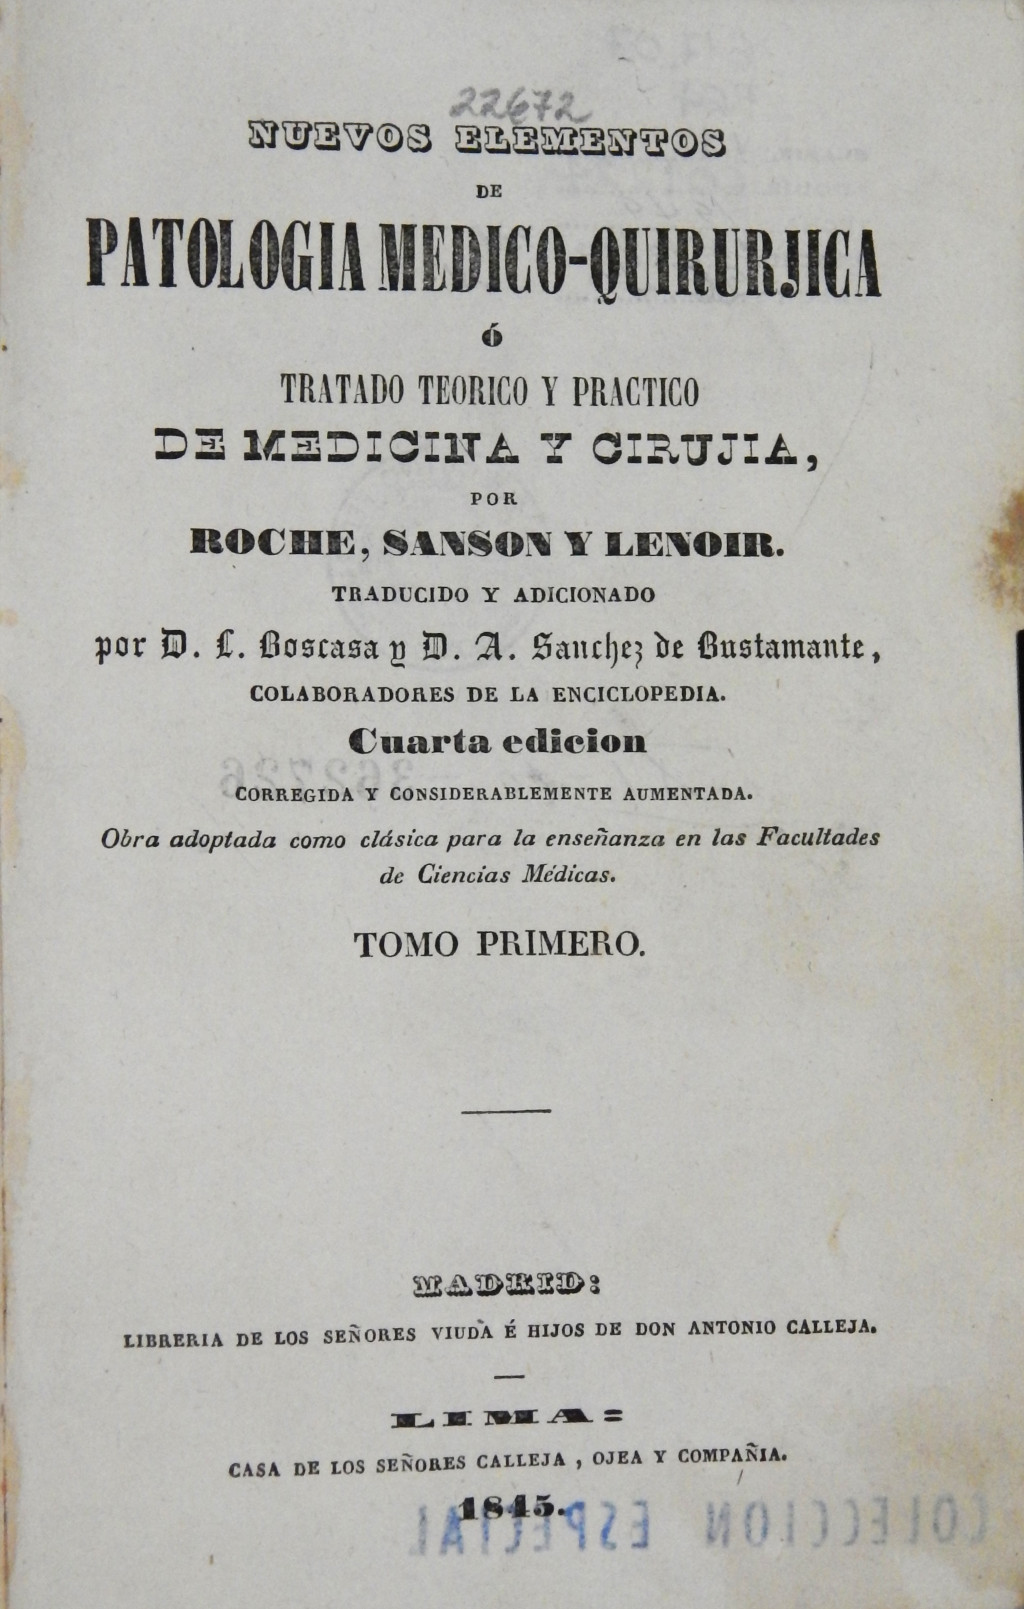 22672
NUEVOS ELEMENTOS
DE
PATOLOGIA MEDICO-QUIRURJICA
ó
TRATADO TEORICO Y PRACTICO
DE MEDICINA Y CIRUJIA,
POR
ROCHE, SANSON Y LENOIR.
TRADUCIDO Y ADICIONADO
por D. L. Boscasa y D. A. Sanchez de Bustamante,
COLABORADORES DE LA ENCICLOPEDIA.
Cuarta edicion
362726
CORREGIDA Y CONSIDERABLEMENTE AUMENTADA.
Obra adoptada como clásica para la enseñanza en las Facultades
de Ciencias Médicas.
TOMO PRIMERO.
MADRID:
LIBRERIA DE LOS SEÑORES VIUDA É HIJOS DE DON ANTONIO CALLEJA.
LIMA:
CASA DE LOS SEÑORES CALLEJA , OJEA Y COMPAÑIA.
1845.
COLECCION ESPECIAL